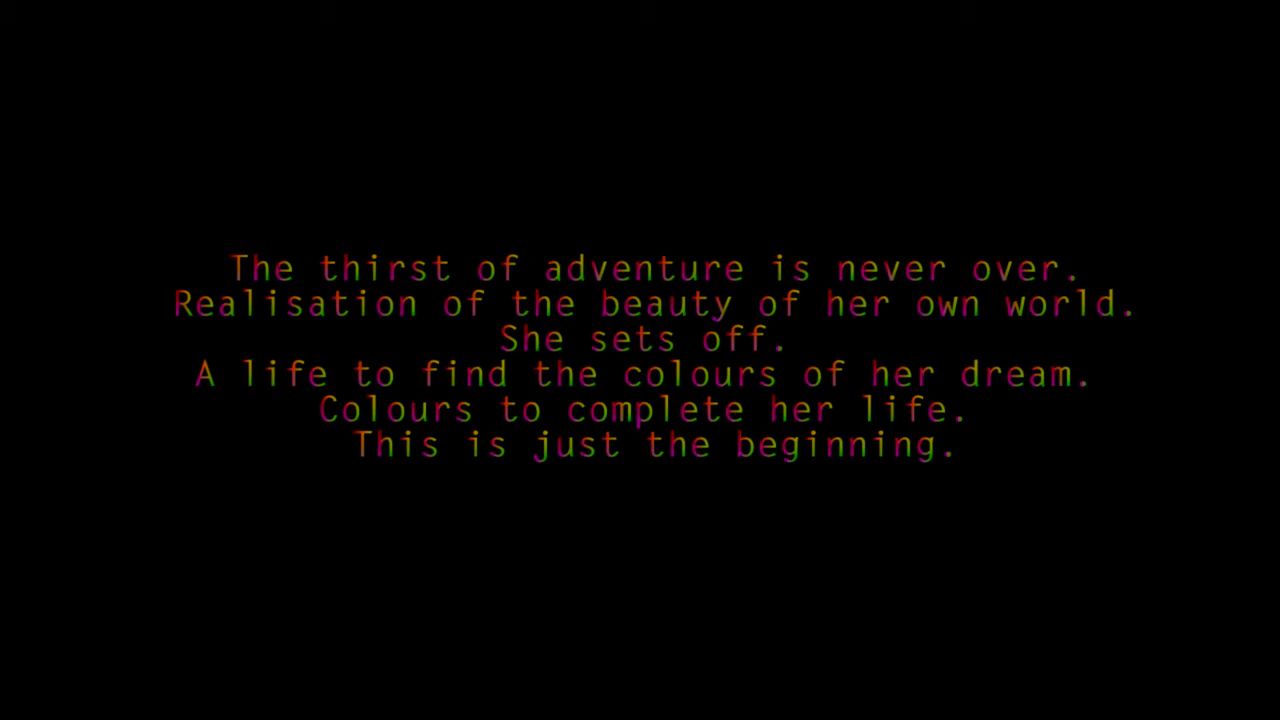 The thirst of adventure is never over.
Realisation of the beauty of her own world.
She sets off.
A life to find the colours of her dream.
Colours to complete her life.
This is just the beginning.